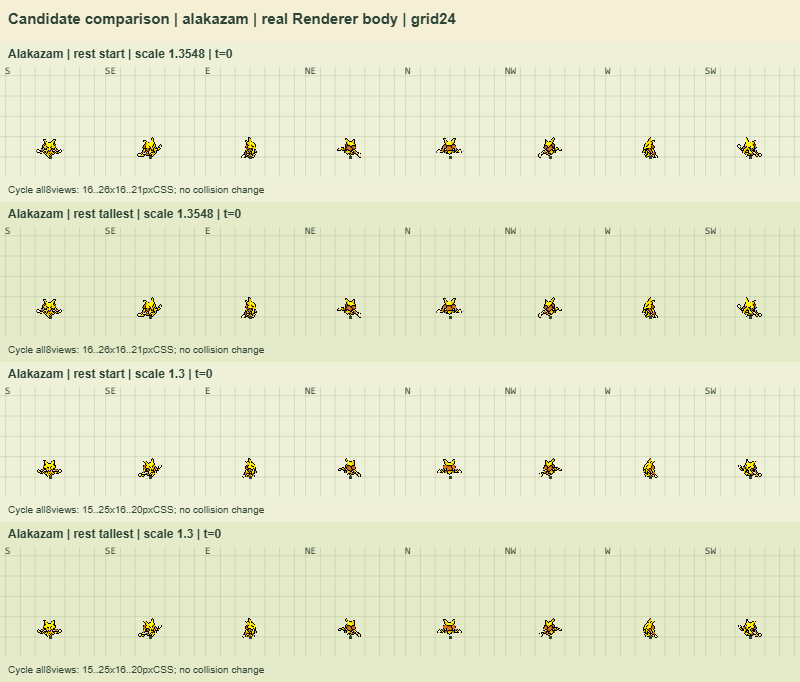 Candidate comparison | alakazam | real Renderer body | grid24
Alakazam | rest start | scale 1.3548 | t=0
S SE E NE N NW W SW
Cycle all8views: 16..26x16..21pxCSS; no collision change
Alakazam | rest tallest | scale 1.3548 | t=0
S SE E NE N NW W SW
Cycle all8views: 16..26x16..21pxCSS; no collision change
Alakazam | rest start | scale 1.3 | t=0
S SE E NE N NW W SW
Cycle all8views: 15..25x16..20pxCSS; no collision change
Alakazam | rest tallest | scale 1.3 | t=0
S SE E NE N NW W SW
Cycle all8views: 15..25x16..20pxCSS; no collision change